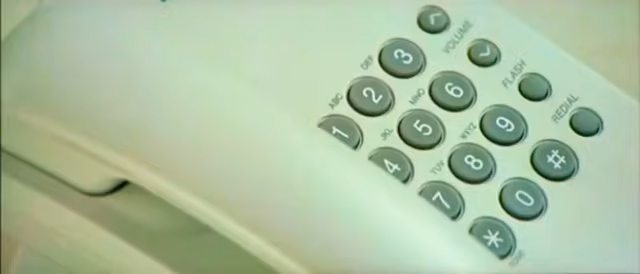 VOLUME
FLASH
REDIAL
ABC
DEF
1 2 3
JKL
MNO
4 5 6
TUV
WXYZ
7 8 9
* 0 #